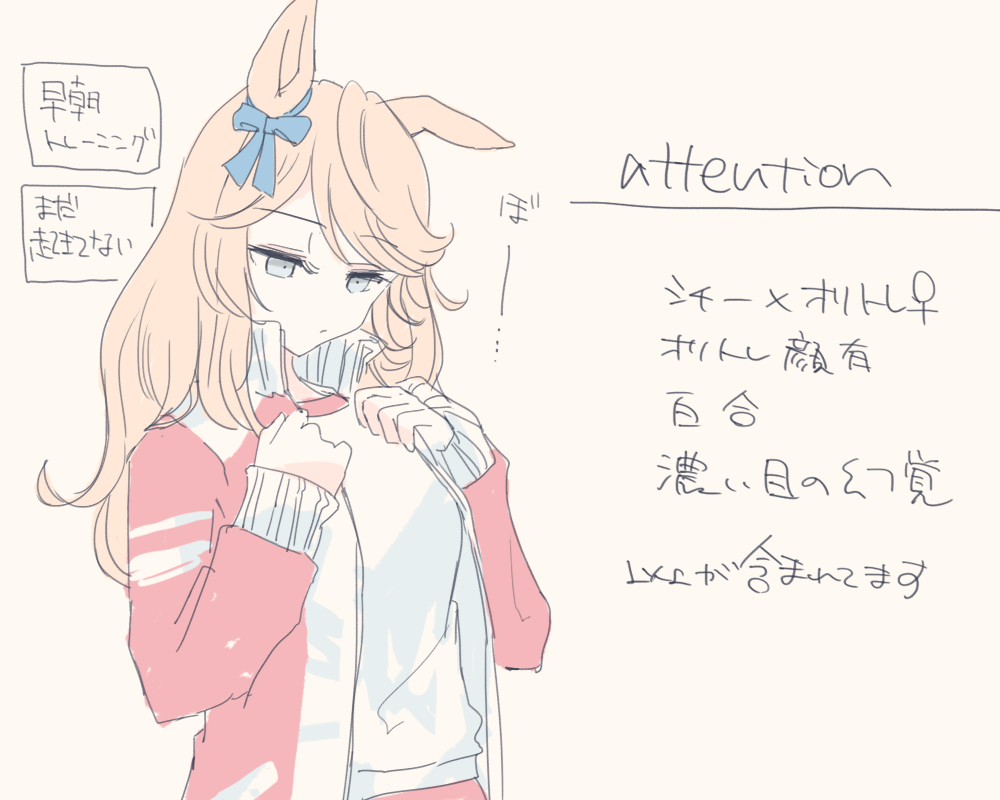 早朝
トレーニング
まだ
起きてない
ぼ
attention
シチー×オリトレ♀
オリトレ顔有
百合
濃い目の幻覚
以上が含まれてます